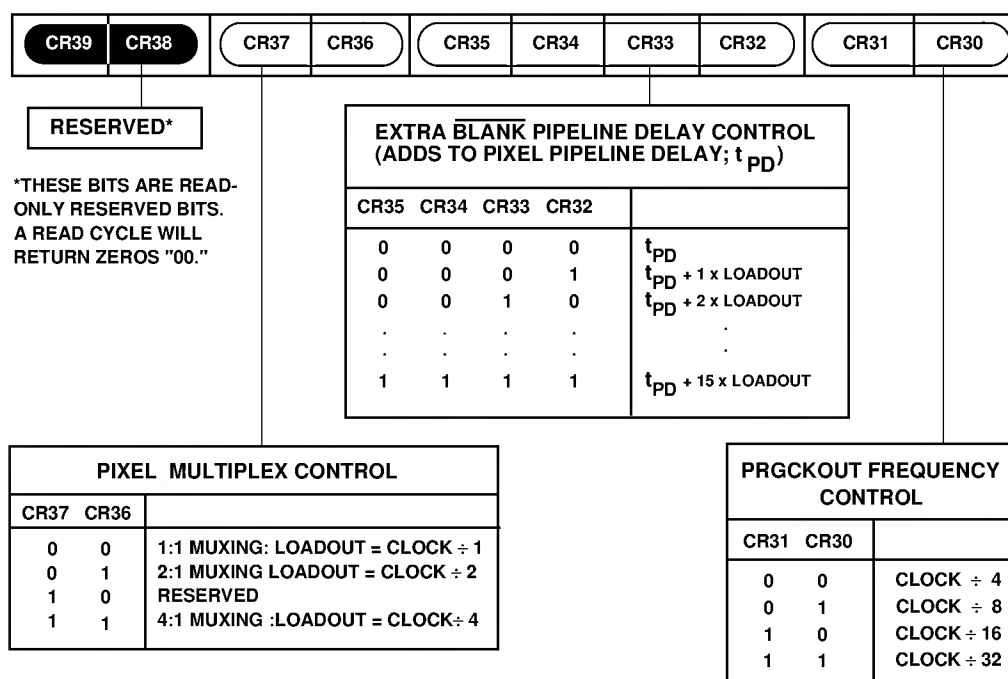 CR39 CR38 CR37 CR36 CR35 CR34 CR33 CR32 CR31 CR30
RESERVED*
*THESE BITS ARE READ-
ONLY RESERVED BITS.
A READ CYCLE WILL
RETURN ZEROS "00."
EXTRA BLANK PIPELINE DELAY CONTROL
(ADDS TO PIXEL PIPELINE DELAY; tPD)
CR35 CR34 CR33 CR32
0 0 0 0 tPD
0 0 0 1 tPD + 1 x LOADOUT
0 0 1 0 tPD + 2 x LOADOUT
. . . . .
. . . . .
1 1 1 1 tPD + 15 x LOADOUT
PIXEL MULTIPLEX CONTROL
CR37 CR36
0 0 1:1 MUXING: LOADOUT = CLOCK ÷ 1
0 1 2:1 MUXING LOADOUT = CLOCK ÷ 2
1 0 RESERVED
1 1 4:1 MUXING :LOADOUT = CLOCK÷ 4
PRGCKOUT FREQUENCY
CONTROL
CR31 CR30
0 0 CLOCK ÷ 4
0 1 CLOCK ÷ 8
1 0 CLOCK ÷ 16
1 1 CLOCK ÷ 32